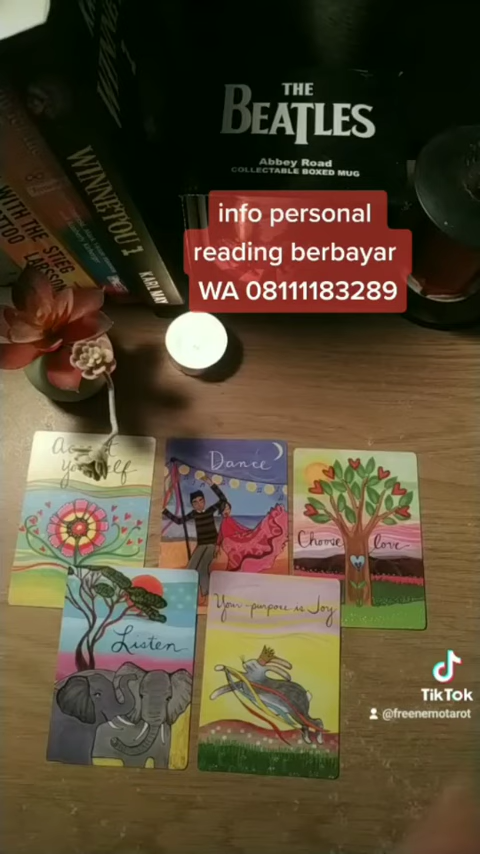 THE
BEATLES
Abbey Road
COLLECTABLE BOXED MUG
WINNETOU 1
KARL MAY
WITH THE
STIEG
TATTOO
LARSSON
info personal
reading berbayar
WA 08111183289
Accept
Yourself
Dance
Choose love
Listen
Your purpose is Joy
TikTok
@freenemotarot